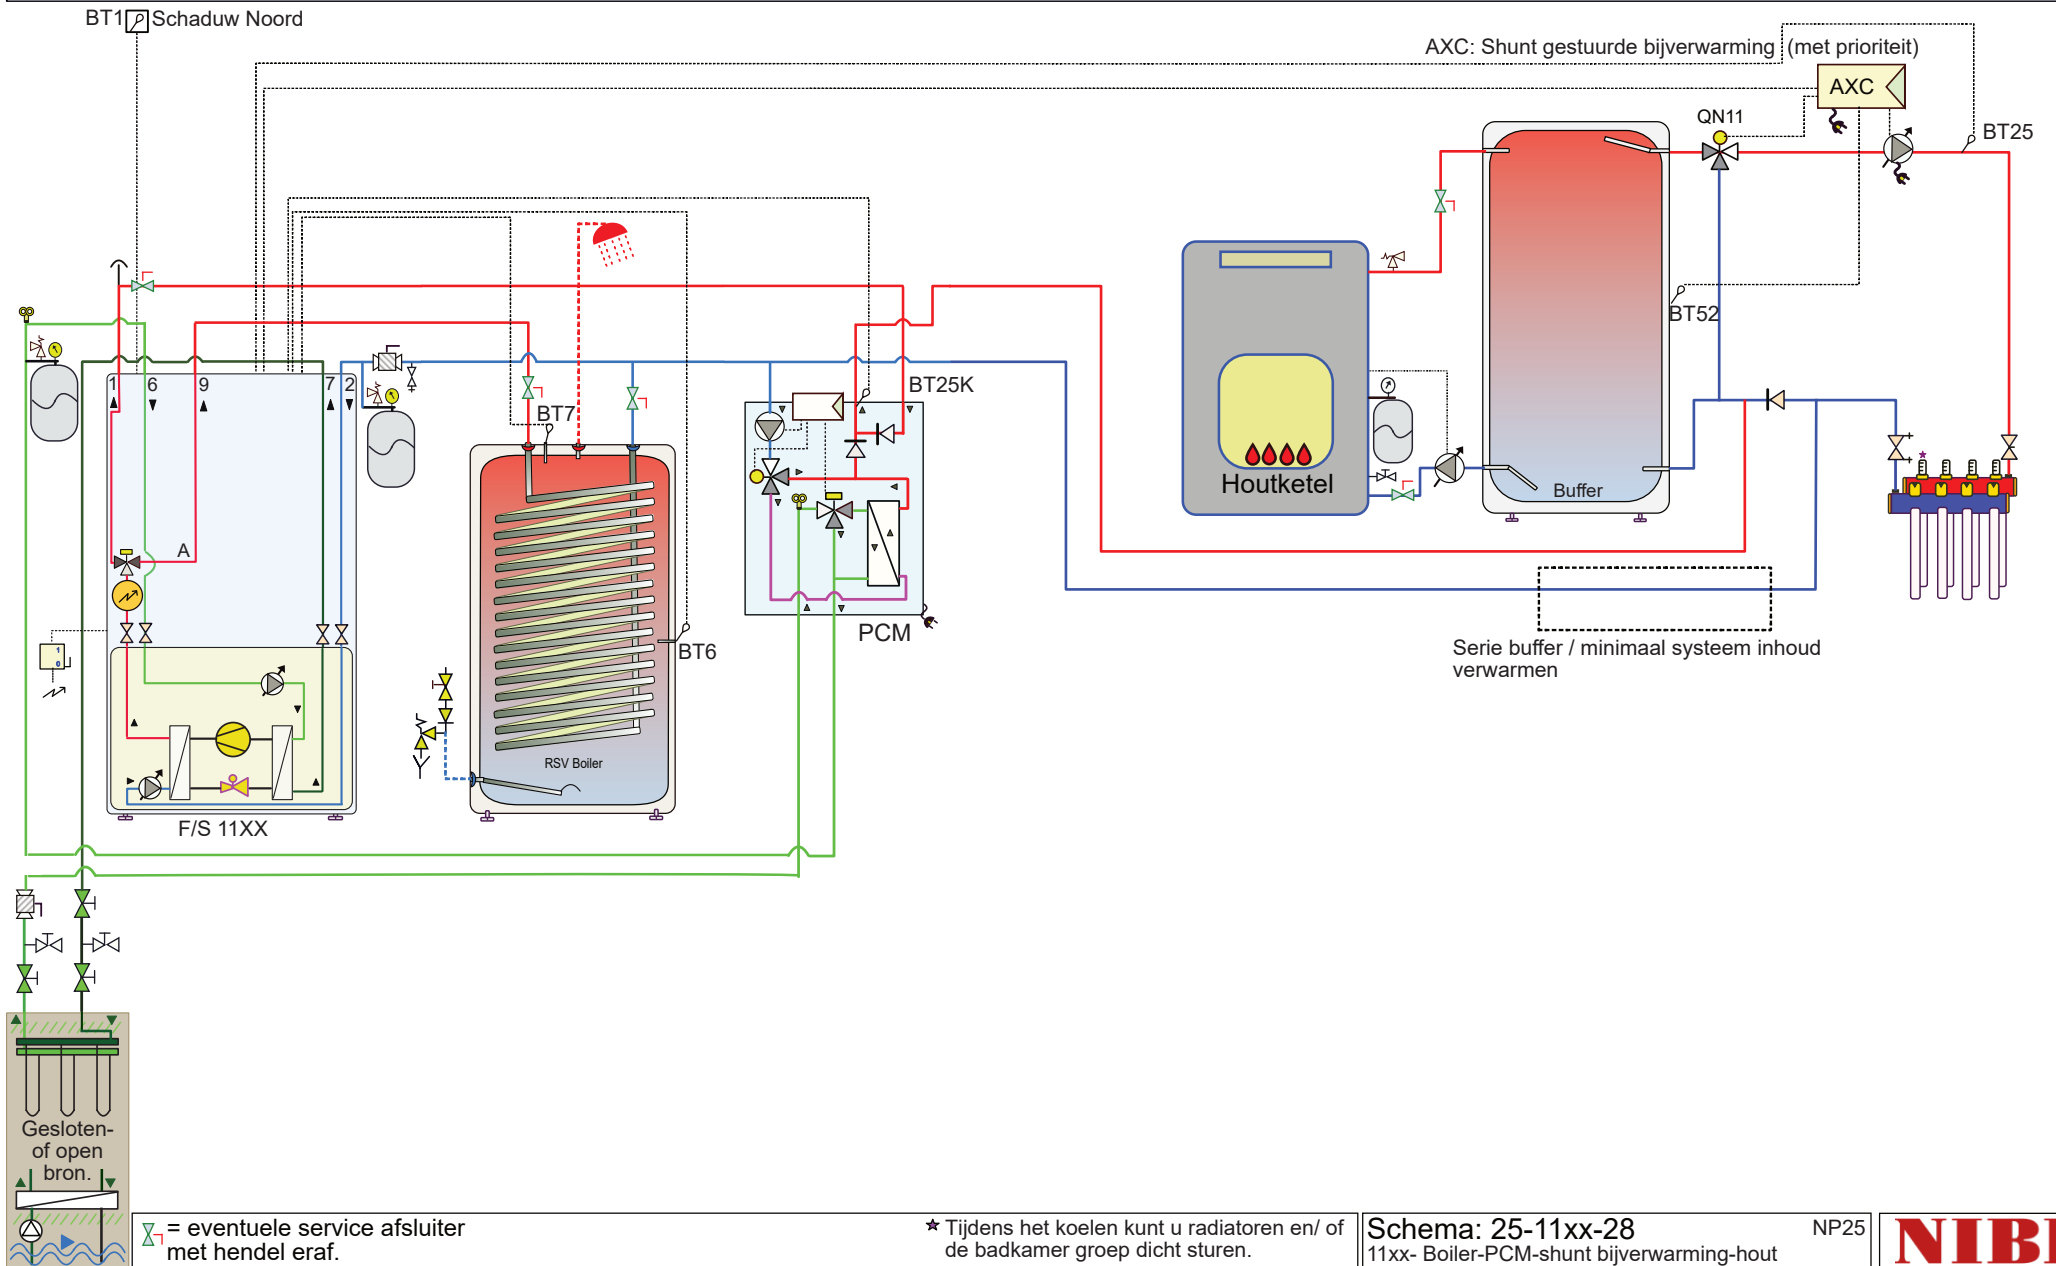 BT1 Schaduw Noord
AXC: Shunt gestuurde bijverwarming (met prioriteit)
AXC
QN11
BT25
BT52
1 6 9 7 2
BT25K
BT7
A
Houtketel
Buffer
PCM
BT6
1
0
Serie buffer / minimaal systeem inhoud
verwarmen
RSV Boiler
F/S 11XX
Gesloten-
of open
bron.
= eventuele service afsluiter
met hendel eraf.
★ Tijdens het koelen kunt u radiatoren en/ of
de badkamer groep dicht sturen.
Schema: 25-11xx-28 NP25
11xx- Boiler-PCM-shunt bijverwarming-hout